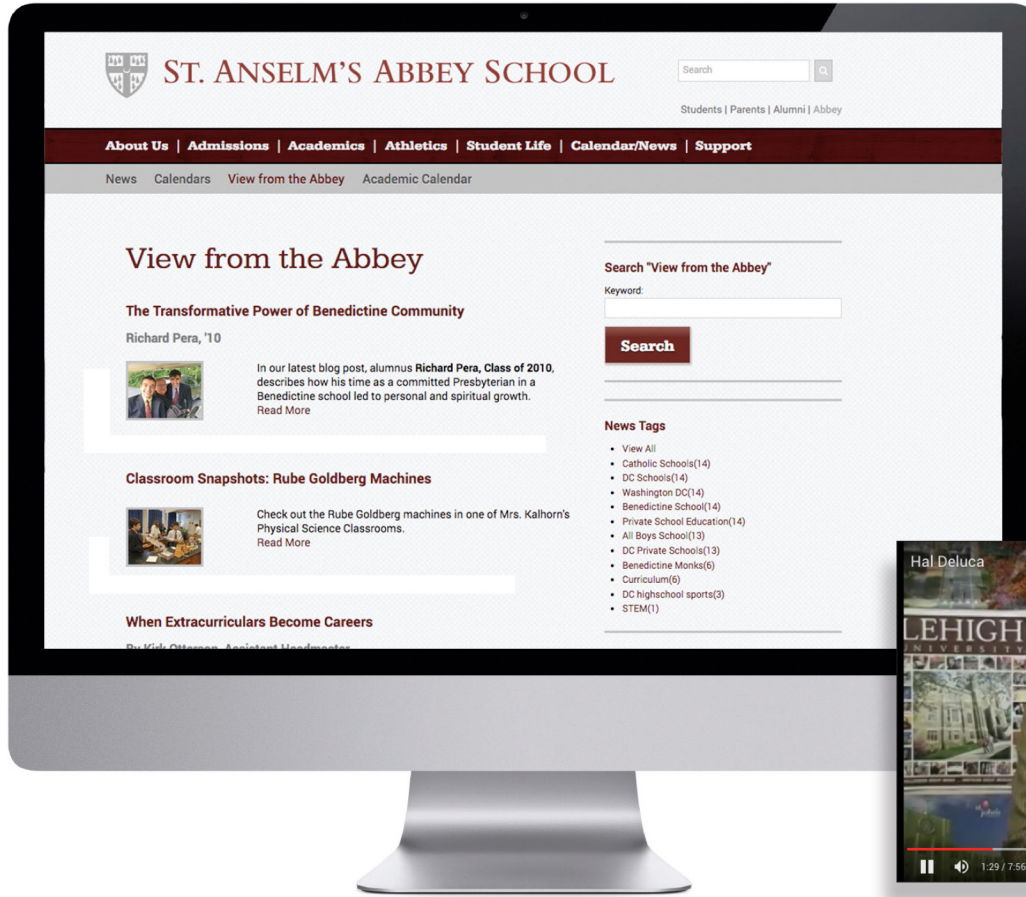 ST. ANSELM'S ABBEY SCHOOL
Search
Students | Parents | Alumni | Abbey
About Us | Admissions | Academics | Athletics | Student Life | Calendar/News | Support
News Calendars View from the Abbey Academic Calendar
View from the Abbey
The Transformative Power of Benedictine Community
Richard Pera, '10
In our latest blog post, alumnus Richard Pera, Class of 2010,
describes how his time as a committed Presbyterian in a
Benedictine school led to personal and spiritual growth.
Read More
Classroom Snapshots: Rube Goldberg Machines
Check out the Rube Goldberg machines in one of Mrs. Kalhorn's
Physical Science Classrooms.
Read More
When Extracurriculars Become Careers
By Kirk Otterson, Assistant Headmaster
Search "View from the Abbey"
Keyword:
Search
News Tags
• View All
• Catholic Schools(14)
• DC Schools(14)
• Washington DC(14)
• Benedictine School(14)
• Private School Education(14)
• All Boys School(13)
• DC Private Schools(13)
• Benedictine Monks(6)
• Curriculum(6)
• DC highschool sports(3)
• STEM(1)
Hal Deluca
LEHIGH
UNIVERSITY
1:29 / 7:56